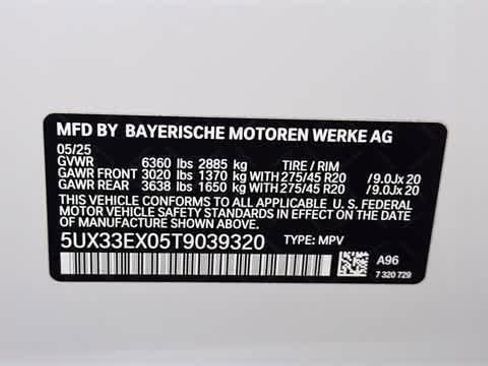 MFD BY BAYERISCHE MOTOREN WERKE AG
05/25
GVWR 6360 lbs 2885 kg TIRE / RIM
GAWR FRONT 3020 lbs 1370 kg WITH 275/45 R20 / 9.0Jx 20
GAWR REAR 3638 lbs 1650 kg WITH 275/45 R20 / 9.0Jx 20
THIS VEHICLE CONFORMS TO ALL APPLICABLE U. S. FEDERAL
MOTOR VEHICLE SAFETY AND THEFT PREVENTION STANDARDS
IN EFFECT ON THE DATE OF MANUFACTURE SHOWN ABOVE.
5UX33EX05T9039320 TYPE: MPV
A96
7 320 729